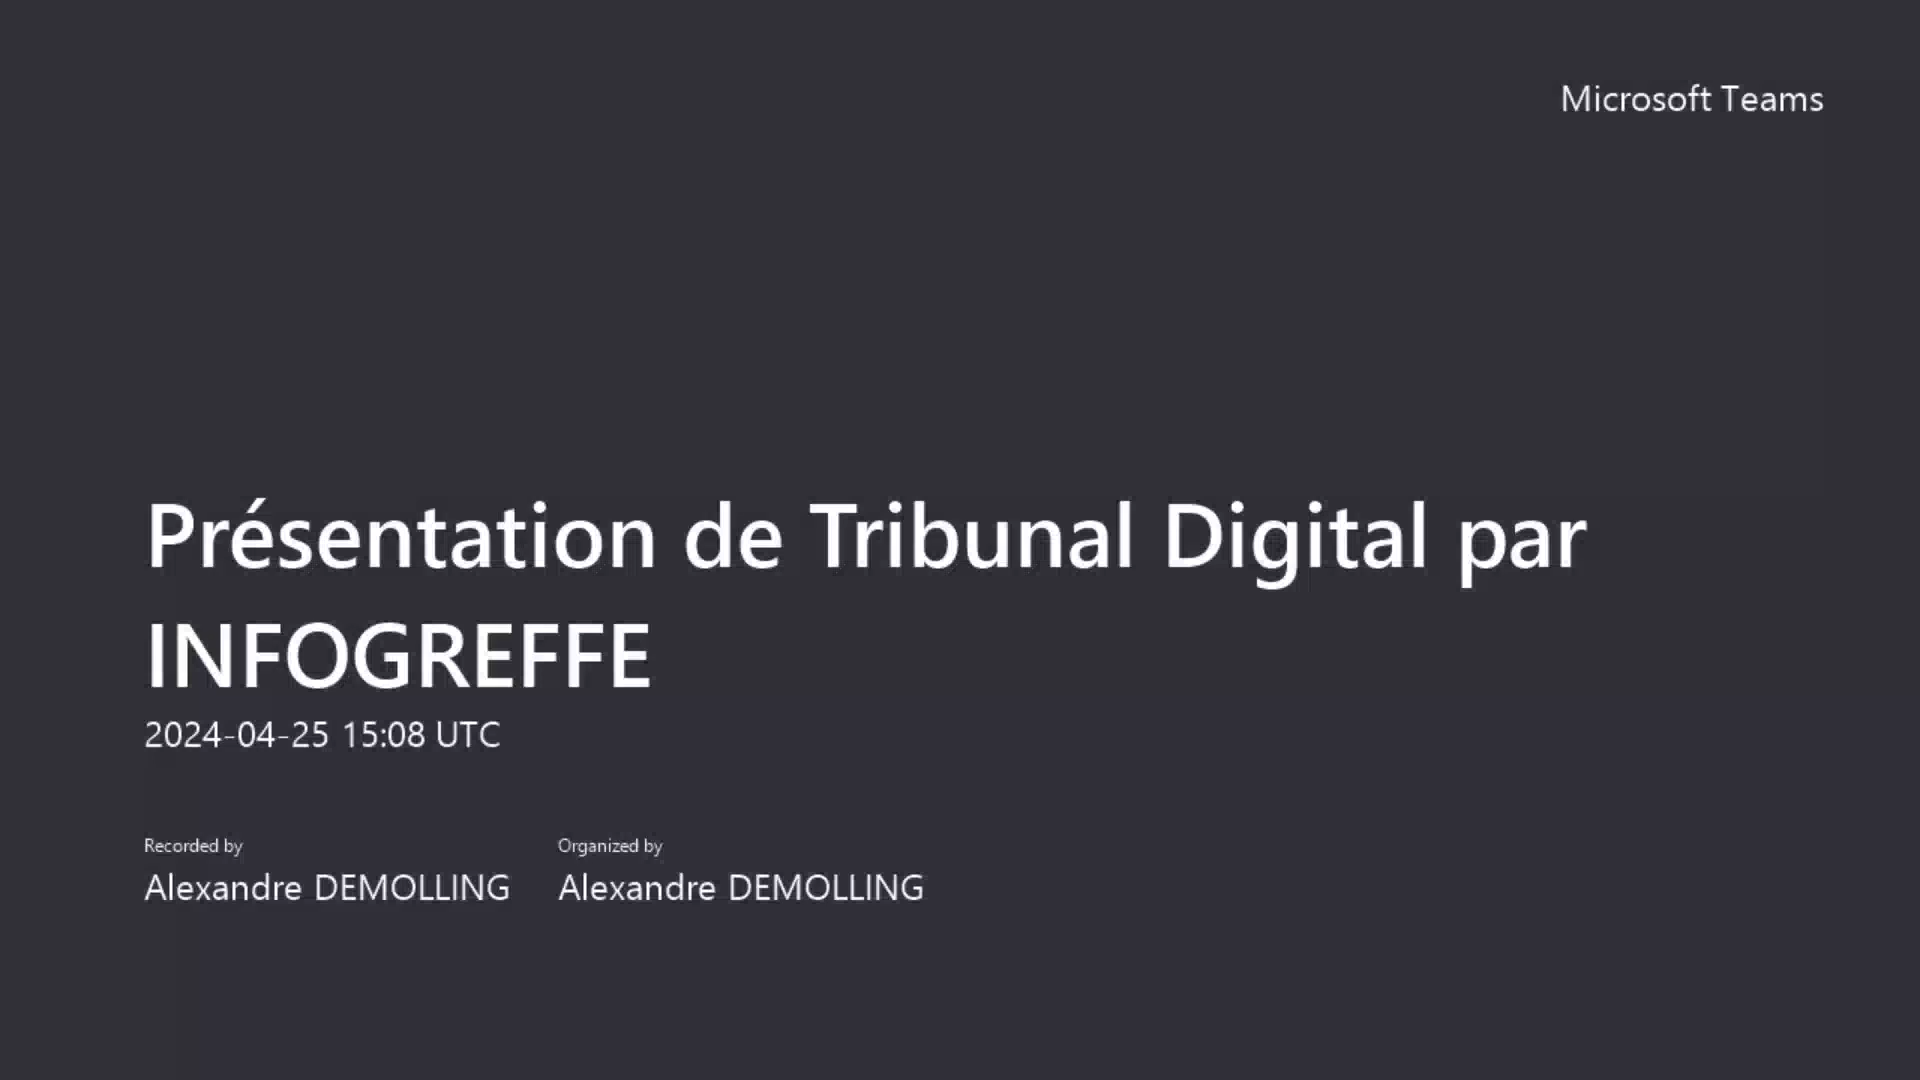 Microsoft Teams
Présentation de Tribunal Digital par
INFOGREFFE
2024-04-25 15:08 UTC
Recorded by
Organized by
Alexandre DEMOLLING
Alexandre DEMOLLING